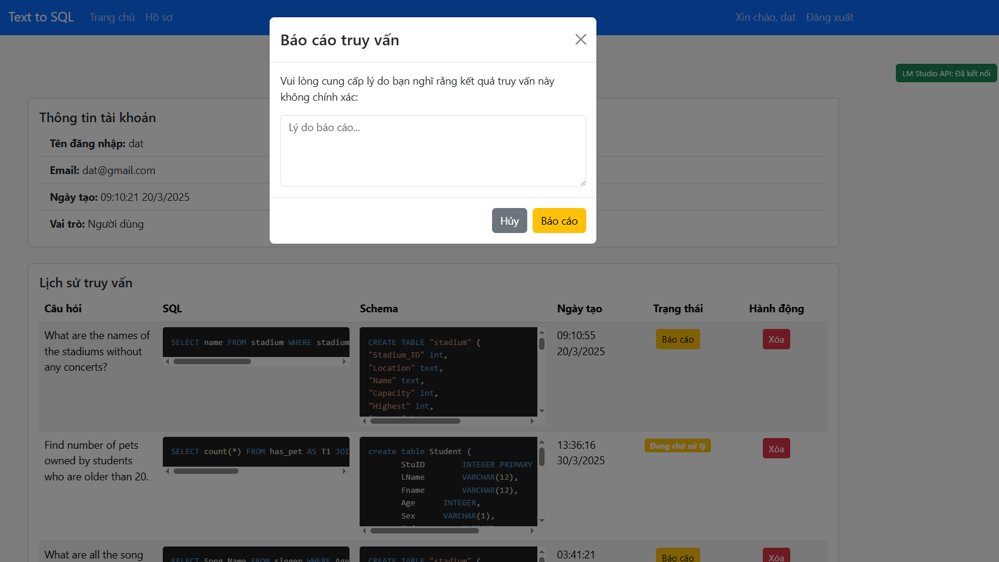 Text to SQL Trang chủ Hồ sơ Xin chào, dat Đăng xuất
Báo cáo truy vấn
Vui lòng cung cấp lý do bạn nghĩ rằng kết quả truy vấn này
không chính xác:
Lý do báo cáo...
Hủy Báo cáo
LM Studio API: Đã kết nối
Thông tin tài khoản
Tên đăng nhập: dat
Email: dat@gmail.com
Ngày tạo: 09:10:21 20/3/2025
Vai trò: Người dùng
Lịch sử truy vấn
Câu hỏi SQL Schema Ngày tạo Trạng thái Hành động
What are the names of
the stadiums without
any concerts?
SELECT name FROM stadium WHERE stadium
CREATE TABLE "stadium" (
"Stadium_ID" int,
"Location" text,
"Name" text,
"Capacity" int,
"Highest" int,
09:10:55
20/3/2025
Báo cáo
Xóa
Find number of pets
owned by students
who are older than 20.
SELECT count(*) FROM has_pet AS T1 JOI
create table Student (
StuID INTEGER PRIMARY
LName VARCHAR(12),
Fname VARCHAR(12),
Age INTEGER,
Sex VARCHAR(1),
13:36:16
30/3/2025
Đang chờ xử lý
Xóa
What are all the song
SELECT Song_Name FROM singer WHERE Age
CREATE TABLE "stadium" (
03:41:21
Báo cáo
Xóa